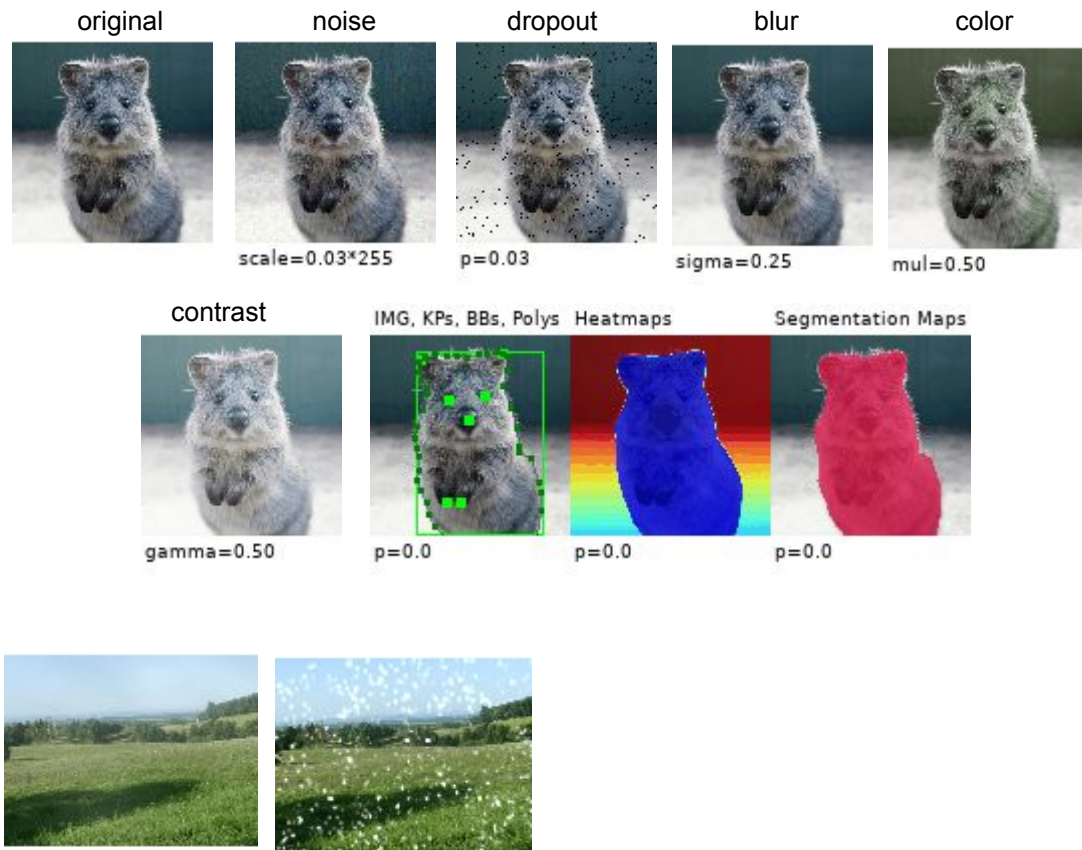 original noise dropout blur color
scale=0.03*255 p=0.03 sigma=0.25 mul=0.50
contrast IMG, KPs, BBs, Polys Heatmaps Segmentation Maps
gamma=0.50 p=0.0 p=0.0 p=0.0